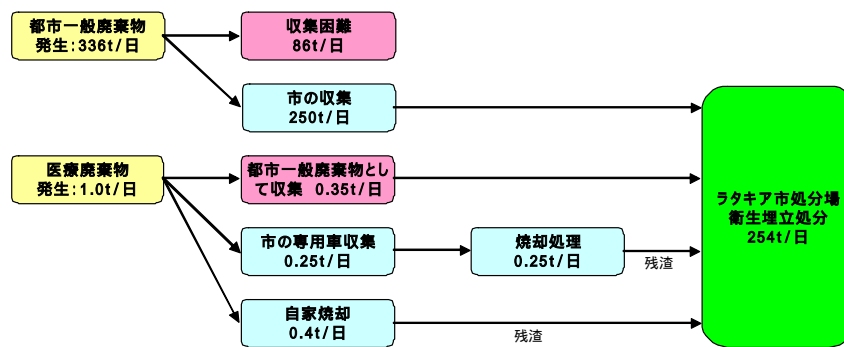 都市一般廃棄物
発生:336t/日
収集困難
86t/日
市の収集
250t/日
医療廃棄物
発生:1.0t/日
都市一般廃棄物とし
て収集 0.35t/日
市の専用車収集
0.25t/日
焼却処理
0.25t/日
残渣
自家焼却
0.4t/日
残渣
ラタキア市処分場
衛生埋立処分
254t/日